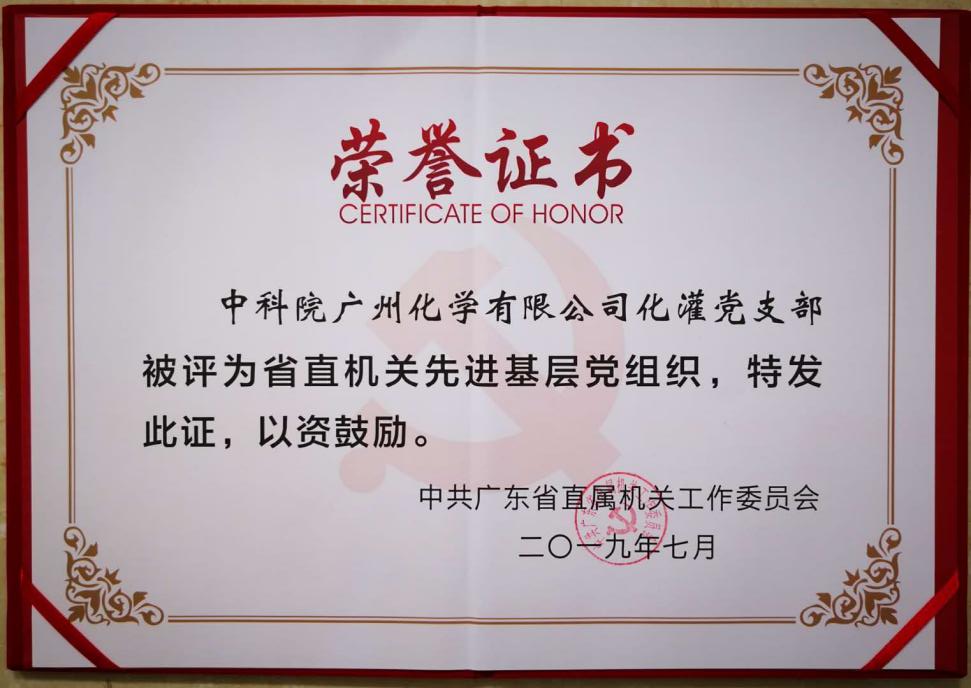 荣誉证书
CERTIFICATE OF HONOR
中科院广州化学有限公司化灌党支部
被评为省直机关先进基层党组织，特发
此证，以资鼓励。
中共广东省直属机关工作委员会
二〇一九年七月